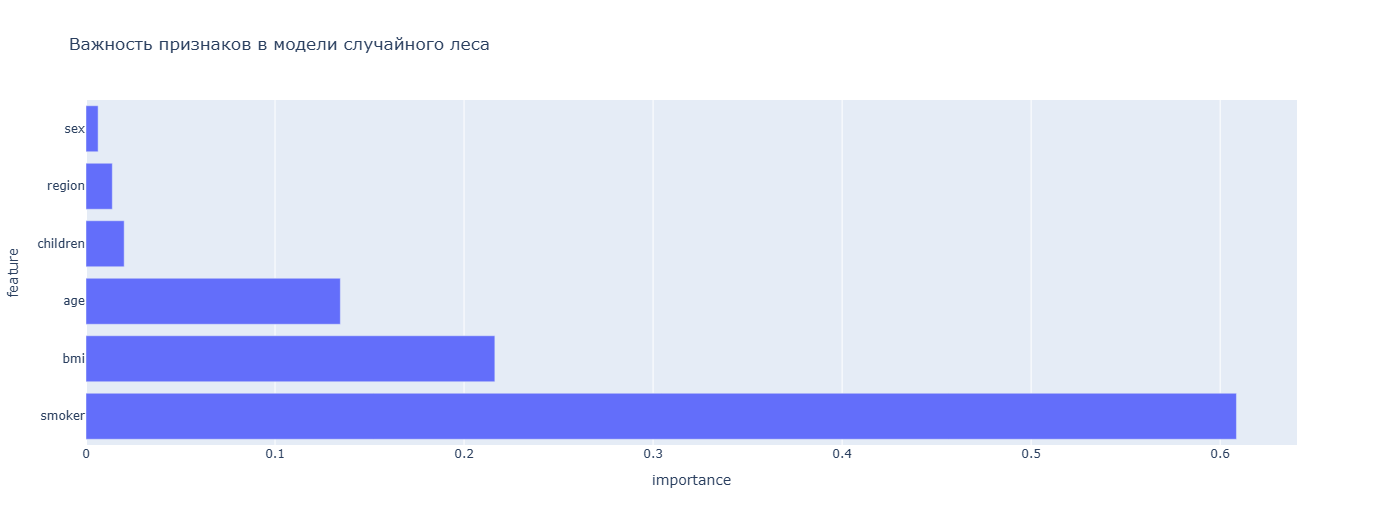 Важность признаков в модели случайного леса
sex
region
children
age
bmi
smoker
feature
0 0.1 0.2 0.3 0.4 0.5 0.6
importance